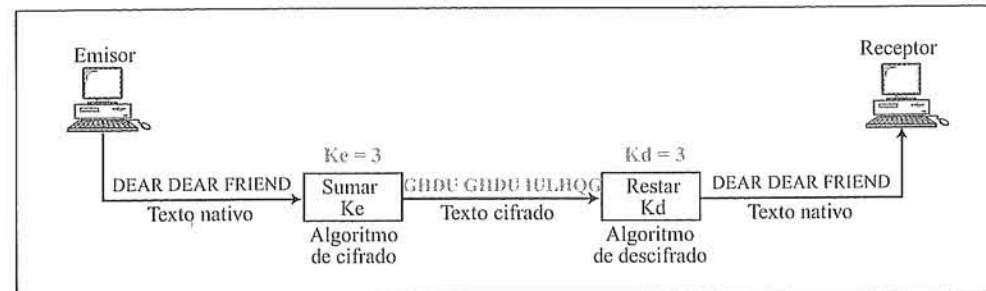 Emisor
Receptor
Ke = 3
Kd = 3
DEAR DEAR FRIEND
Sumar
Ke
GHDU GHDU IULHQG
Restar
Kd
DEAR DEAR FRIEND
Texto nativo
Texto cifrado
Texto nativo
Algoritmo
de cifrado
Algoritmo
de descifrado